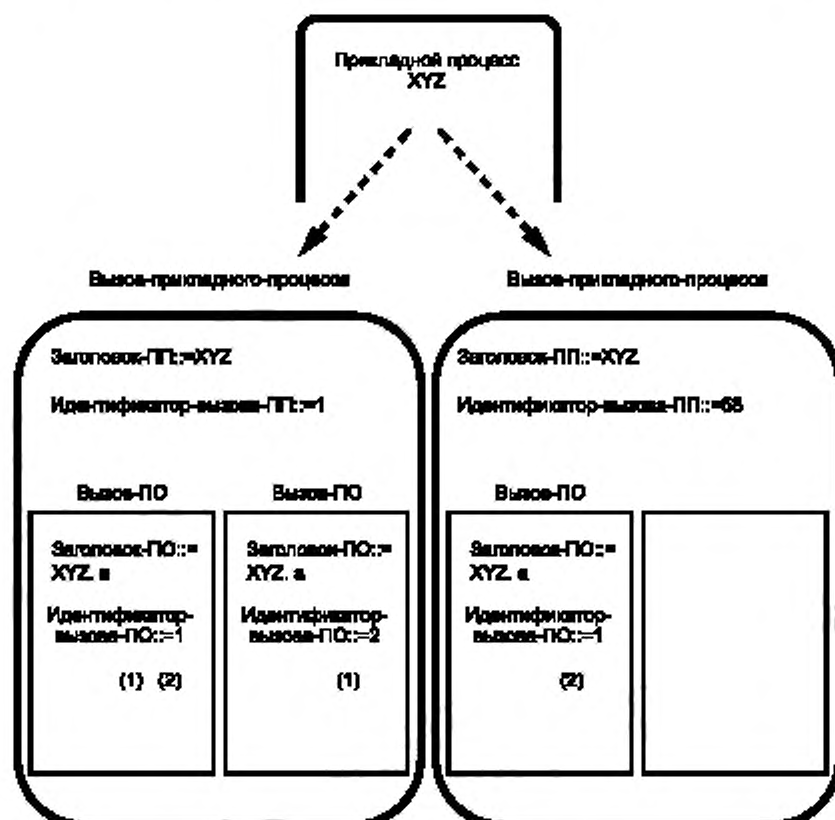 Прикладной процесс
XYZ
Вызов-прикладного-процесса
Вызов-прикладного-процесса
Заголовок-ПП::=XYZ
Идентификатор-вызова-ПП::=1
Заголовок-ПП::=XYZ
Идентификатор-вызова-ПП::=68
Вызов-ПО
Вызов-ПО
Вызов-ПО
Заголовок-ПО::=
XYZ. a
Идентификатор-
вызова-ПО::=1
(1) (2)
Заголовок-ПО::=
XYZ. a
Идентификатор-
вызова-ПО::=2
(1)
Заголовок-ПО::=
XYZ. a
Идентификатор-
вызова-ПО::=1
(2)